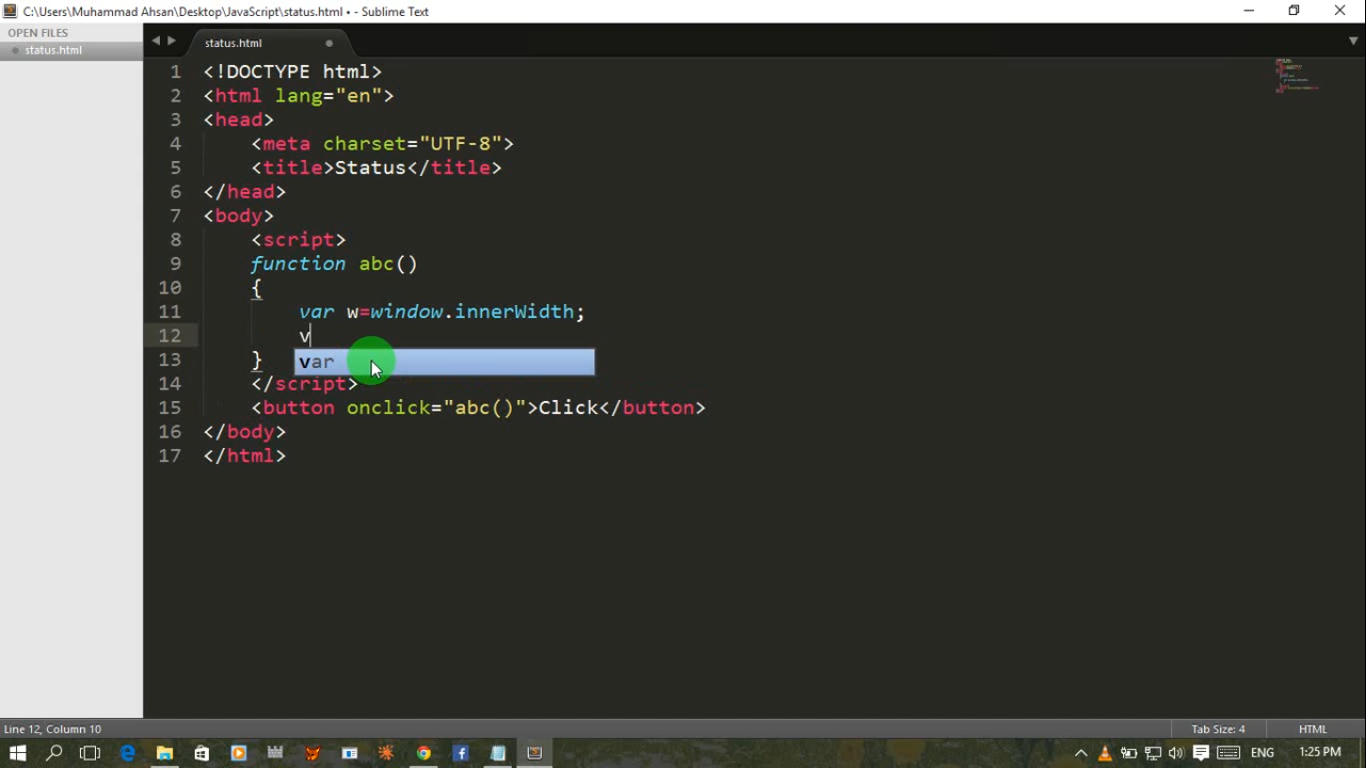 C:\Users\Muhammad Ahsan\Desktop\JavaScript\status.html • - Sublime Text
OPEN FILES
status.html
status.html
1 <!DOCTYPE html>
2 <html lang="en">
3 <head>
4 <meta charset="UTF-8">
5 <title>Status</title>
6 </head>
7 <body>
8 <script>
9 function abc()
10 {
11 var w=window.innerWidth;
12 v
var
13 }
14 </script>
15 <button onclick="abc()">Click</button>
16 </body>
17 </html>
Line 12, Column 10
Tab Size: 4
HTML
ENG
1:25 PM